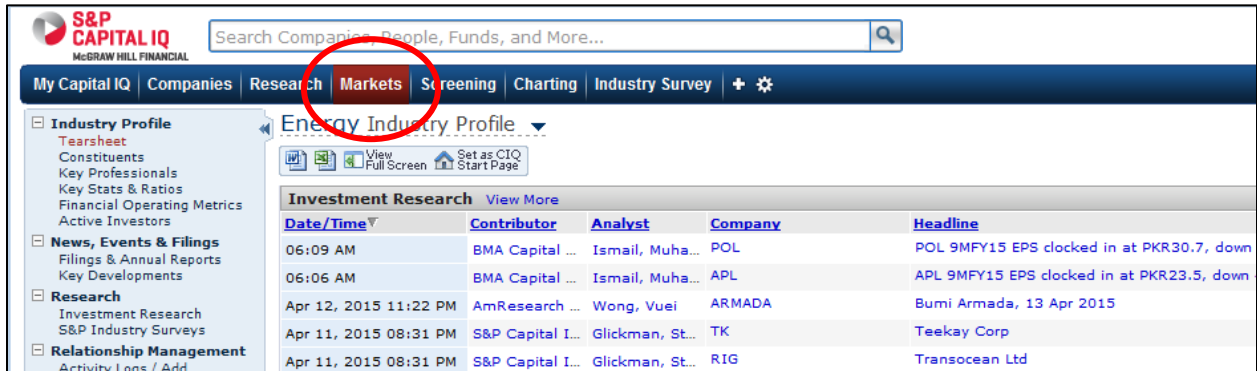 S&P
CAPITAL IQ
McGRAW HILL FINANCIAL
Search Companies, People, Funds, and More...
My Capital IQ Companies Research Markets Screening Charting Industry Survey
Industry Profile
Tearsheet
Constituents
Key Professionals
Key Stats & Ratios
Financial Operating Metrics
Active Investors
News, Events & Filings
Filings & Annual Reports
Key Developments
Research
Investment Research
S&P Industry Surveys
Relationship Management
Activity Logs / Add
Energy Industry Profile
View
Full Screen
Set as CIQ
Start Page
Investment Research View More
Date/Time Contributor Analyst Company Headline
06:09 AM BMA Capital ... Ismail, Muha... POL POL 9MFY15 EPS clocked in at PKR30.7, down
06:06 AM BMA Capital ... Ismail, Muha... APL APL 9MFY15 EPS clocked in at PKR23.5, down
Apr 12, 2015 11:22 PM AmResearch ... Wong, Vuei ARMADA Bumi Armada, 13 Apr 2015
Apr 11, 2015 08:31 PM S&P Capital I... Glickman, St... TK Teekay Corp
Apr 11, 2015 08:31 PM S&P Capital I... Glickman, St... RIG Transocean Ltd